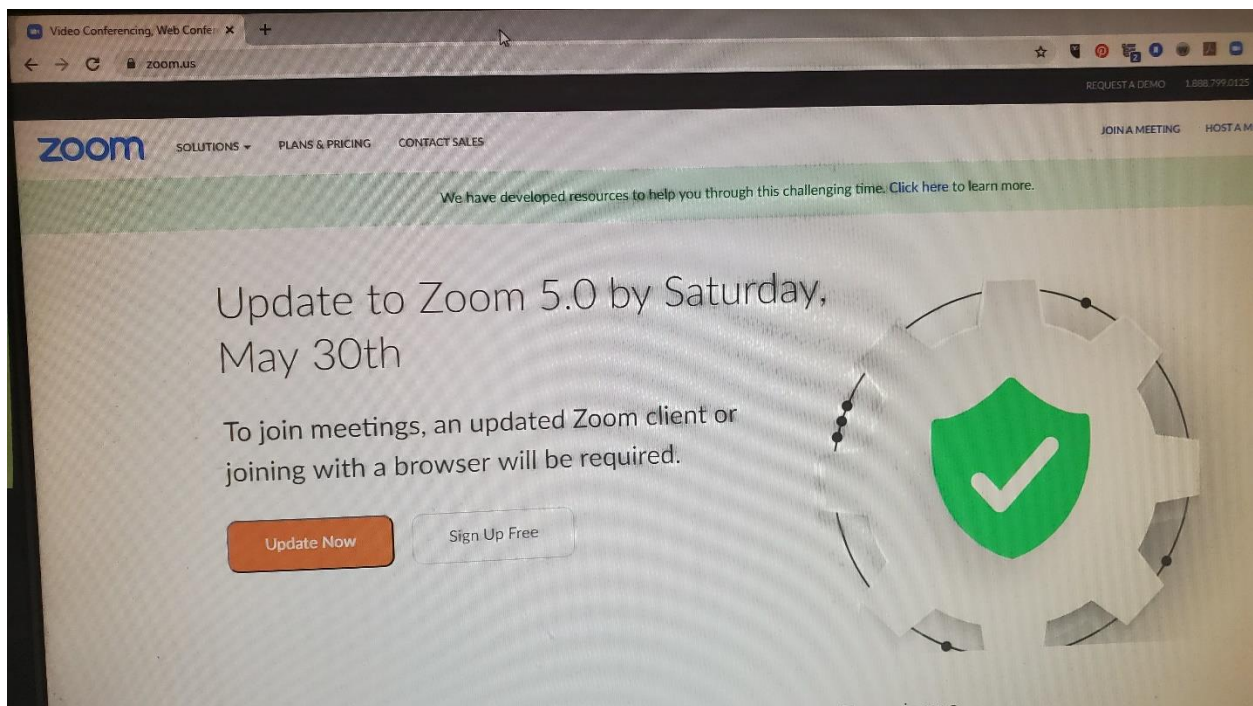 Video Conferencing, Web Confer
zoom.us
2
REQUEST A DEMO 1.888.799.0125
zoom SOLUTIONS PLANS & PRICING CONTACT SALES JOIN A MEETING HOST A M
We have developed resources to help you through this challenging time. Click here to learn more.
Update to Zoom 5.0 by Saturday,
May 30th
To join meetings, an updated Zoom client or
joining with a browser will be required.
Update Now Sign Up Free